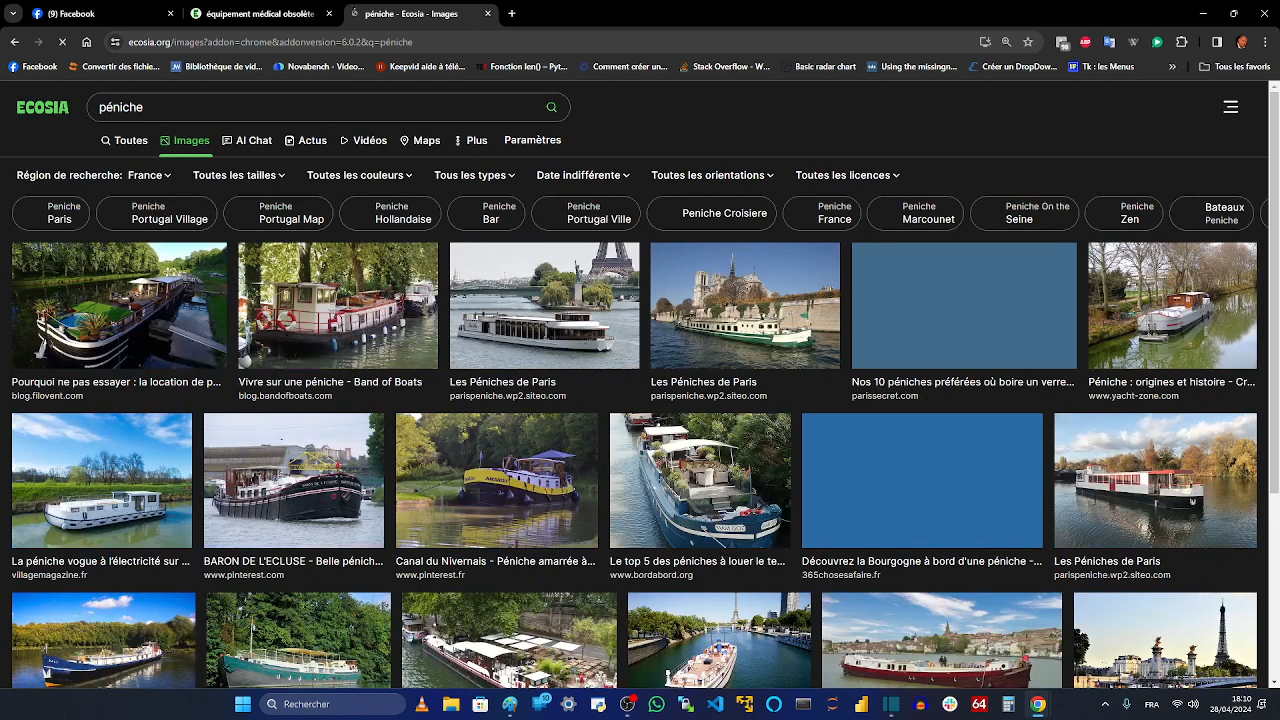 (9) Facebook
équipement médical obsolète
péniche - Ecosia - Images
ecosia.org/images?addon=chrome&addonversion=6.0.2&q=péniche
98
ABP
Facebook
Convertir des fichie...
Bibliothèque de vid...
Novabench - Video...
Keepvid aide à télé...
Fonction len() – Pyt...
Comment créer un...
Stack Overflow - W...
Basic radar chart
Using the missingn...
Créer un DropDow...
Tk : les Menus
Tous les favoris
ECOSIA
péniche
Toutes
Images
AI Chat
Actus
Vidéos
Maps
Plus
Paramètres
Région de recherche: France
Toutes les tailles
Toutes les couleurs
Tous les types
Date indifférente
Toutes les orientations
Toutes les licences
Peniche
Paris
Peniche
Portugal Village
Peniche
Portugal Map
Peniche
Hollandaise
Peniche
Bar
Peniche
Portugal Ville
Peniche Croisiere
Peniche
France
Peniche
Marcounet
Peniche On the
Seine
Peniche
Zen
Bateaux
Peniche
Pourquoi ne pas essayer : la location de p...
blog.filovent.com
Vivre sur une péniche - Band of Boats
blog.bandofboats.com
Les Péniches de Paris
parispeniche.wp2.siteo.com
Les Péniches de Paris
parispeniche.wp2.siteo.com
Nos 10 péniches préférées où boire un verre...
parissecret.com
Péniche : origines et histoire - Cr...
www.yacht-zone.com
La péniche vogue à l'électricité sur ...
villagemagazine.fr
BARON DE L'ECLUSE - Belle pénich...
www.pinterest.com
Canal du Nivernais - Péniche amarrée à...
www.pinterest.fr
Le top 5 des péniches à louer le te...
www.bordabord.org
Découvrez la Bourgogne à bord d'une péniche -...
365chosesafaire.fr
Les Péniches de Paris
parispeniche.wp2.siteo.com
Rechercher
10
64
FRA
18:10
28/04/2024